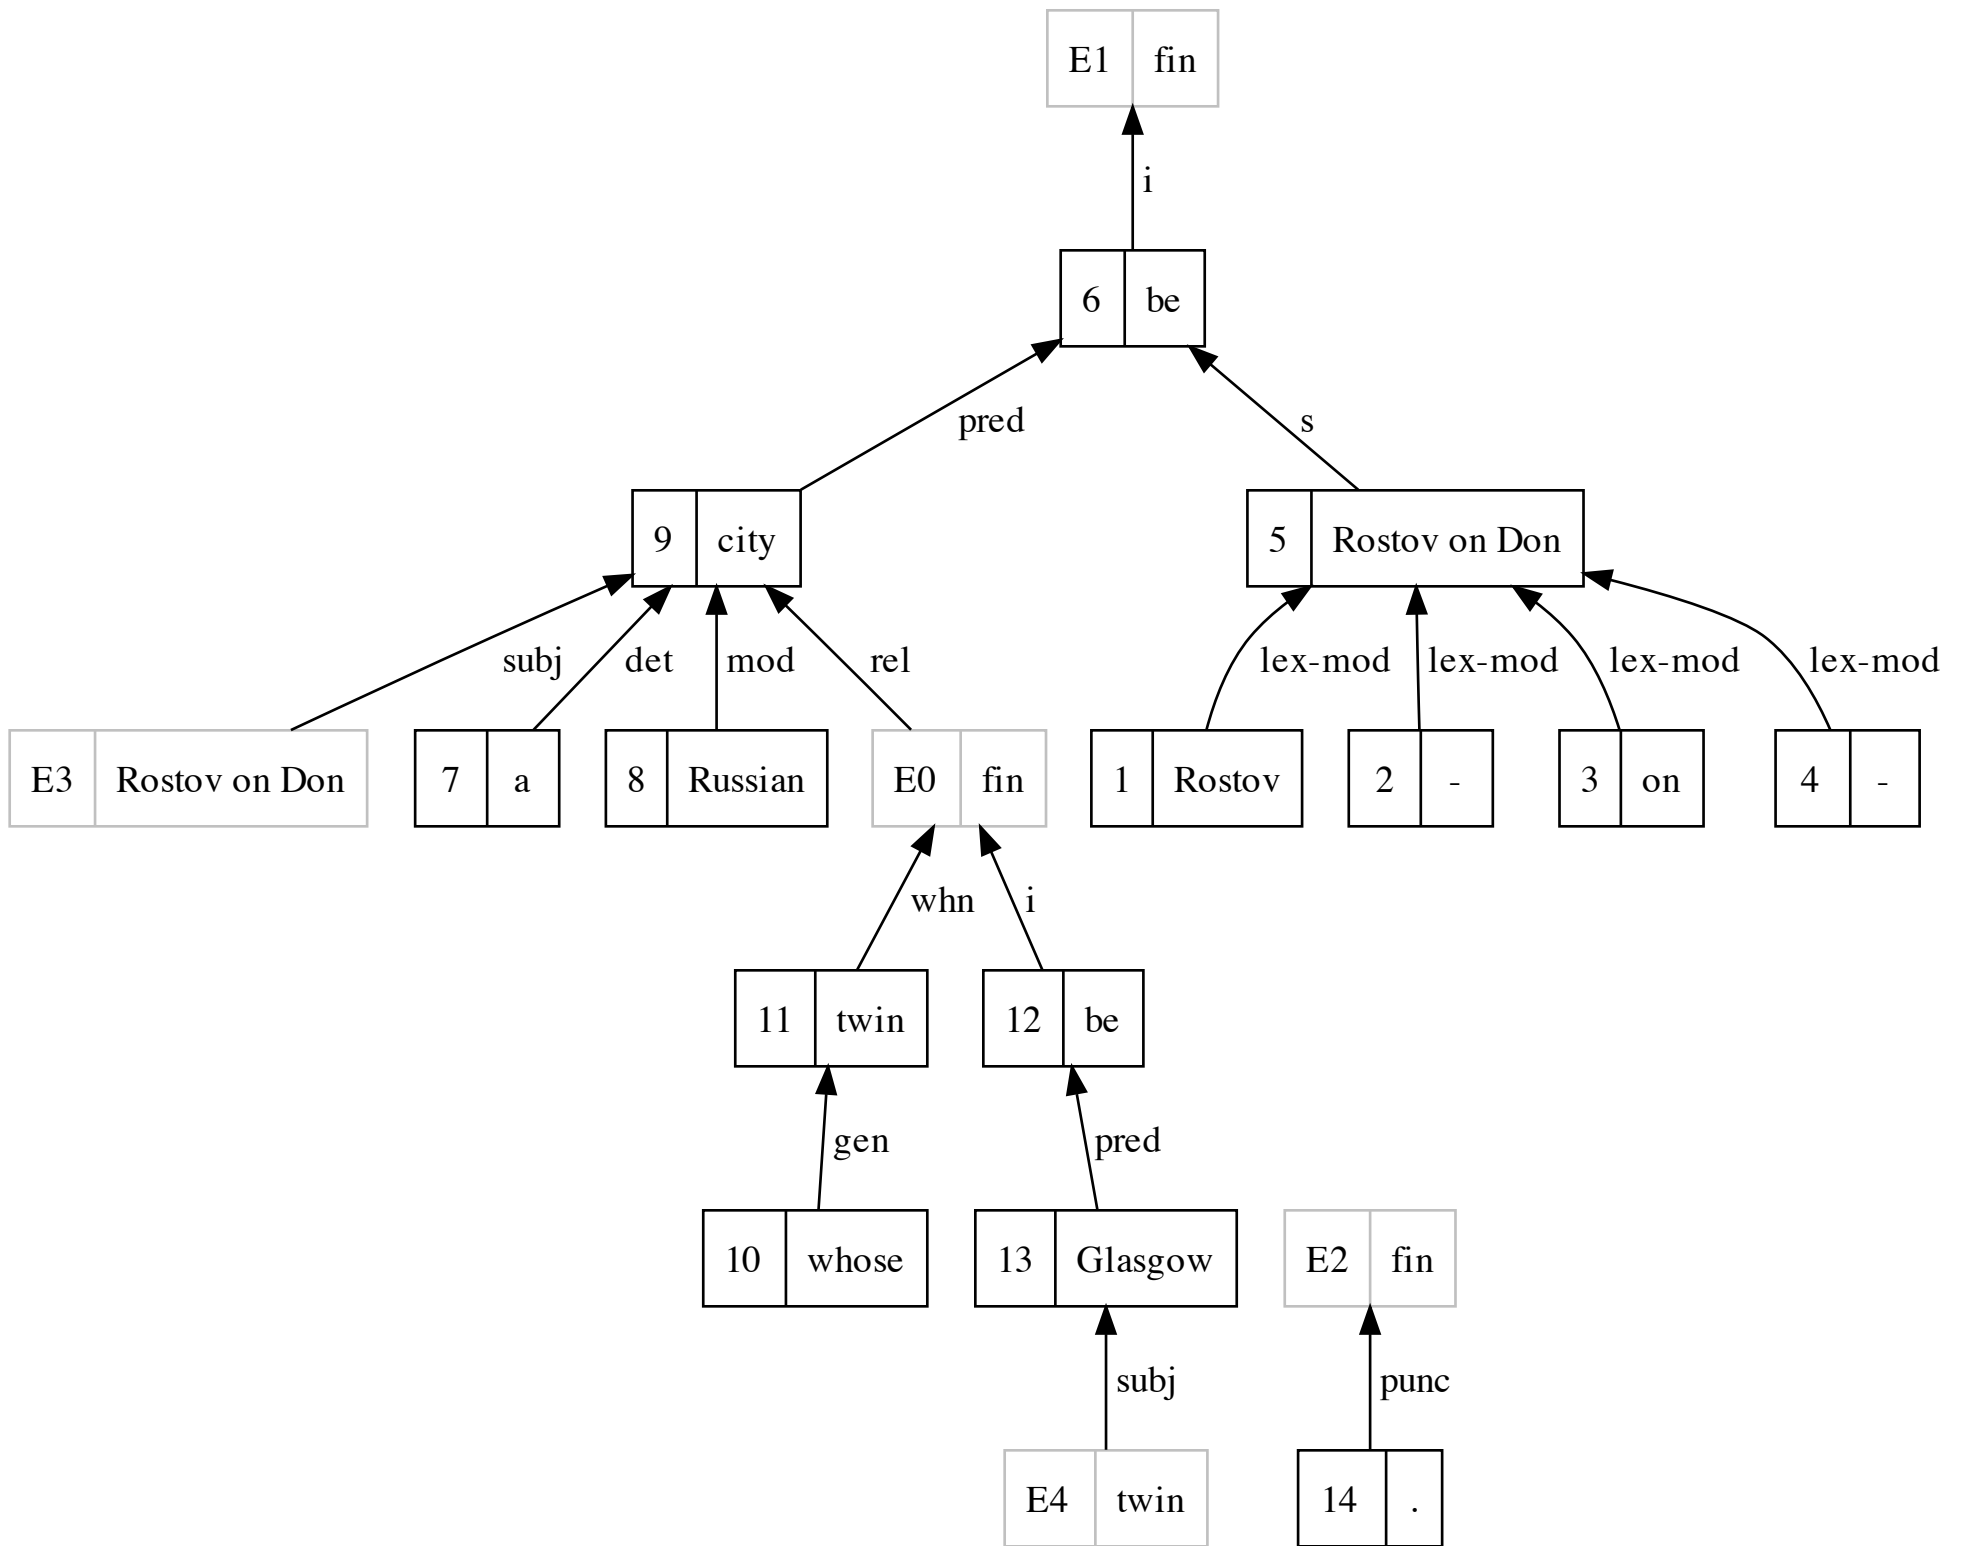 E1 fin
i
6 be
pred s
9 city 5 Rostov on Don
subj det mod rel lex-mod lex-mod lex-mod lex-mod
E3 Rostov on Don 7 a 8 Russian E0 fin 1 Rostov 2 - 3 on 4 -
whn i
11 twin 12 be
gen pred
10 whose 13 Glasgow E2 fin
subj punc
E4 twin 14 .